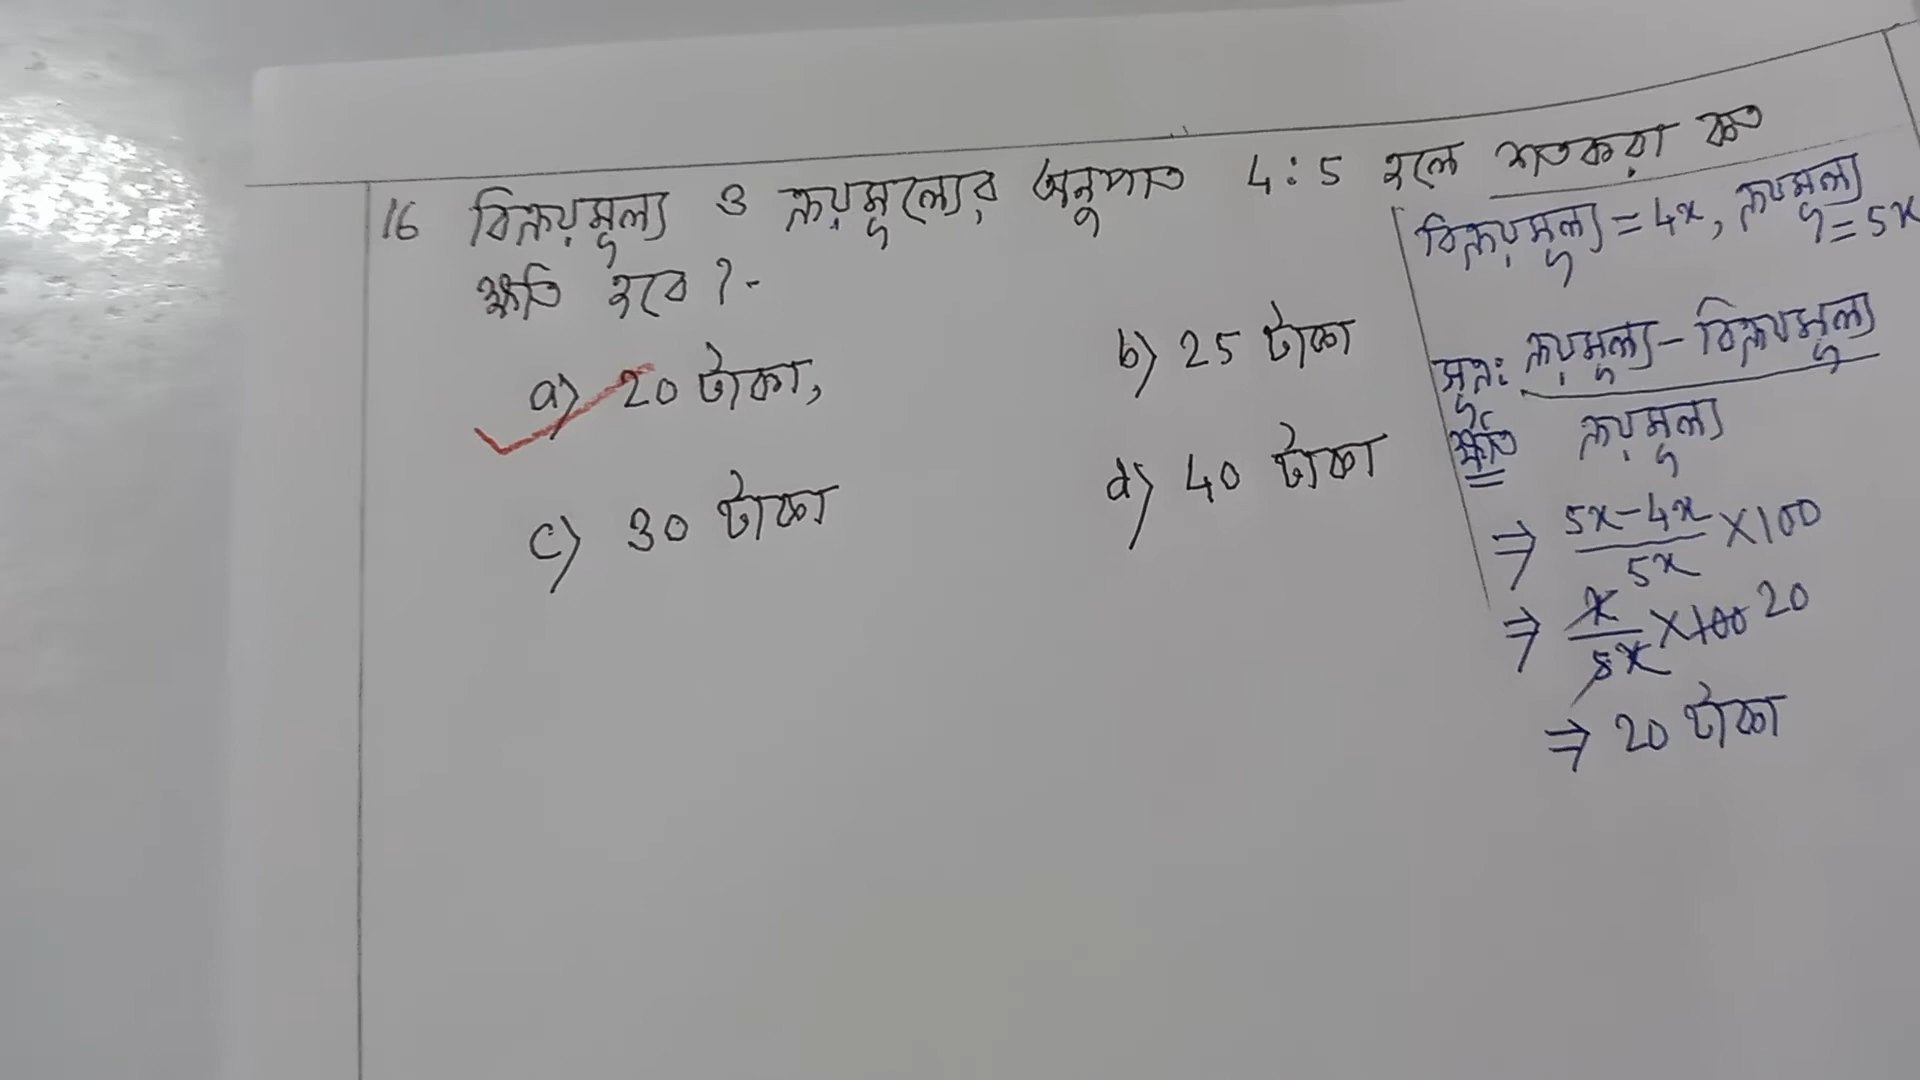 16 বিক্রয়মূল্য ও ক্রয়মূল্যের অনুপাত 4:5 হলে শতকরা কত
ক্ষতি হবে ?-
a) 20 টাকা,
b) 25 টাকা
c) 30 টাকা
d) 40 টাকা
বিক্রয়মূল্য = 4x, ক্রয়মূল্য
= 5x
সূত্র: ক্রয়মূল্য - বিক্রয়মূল্য
ক্ষতি ক্রয়মূল্য
⇒ 5x-4x
5x ×100
⇒ x
5x ×100 20
⇒ 20 টাকা